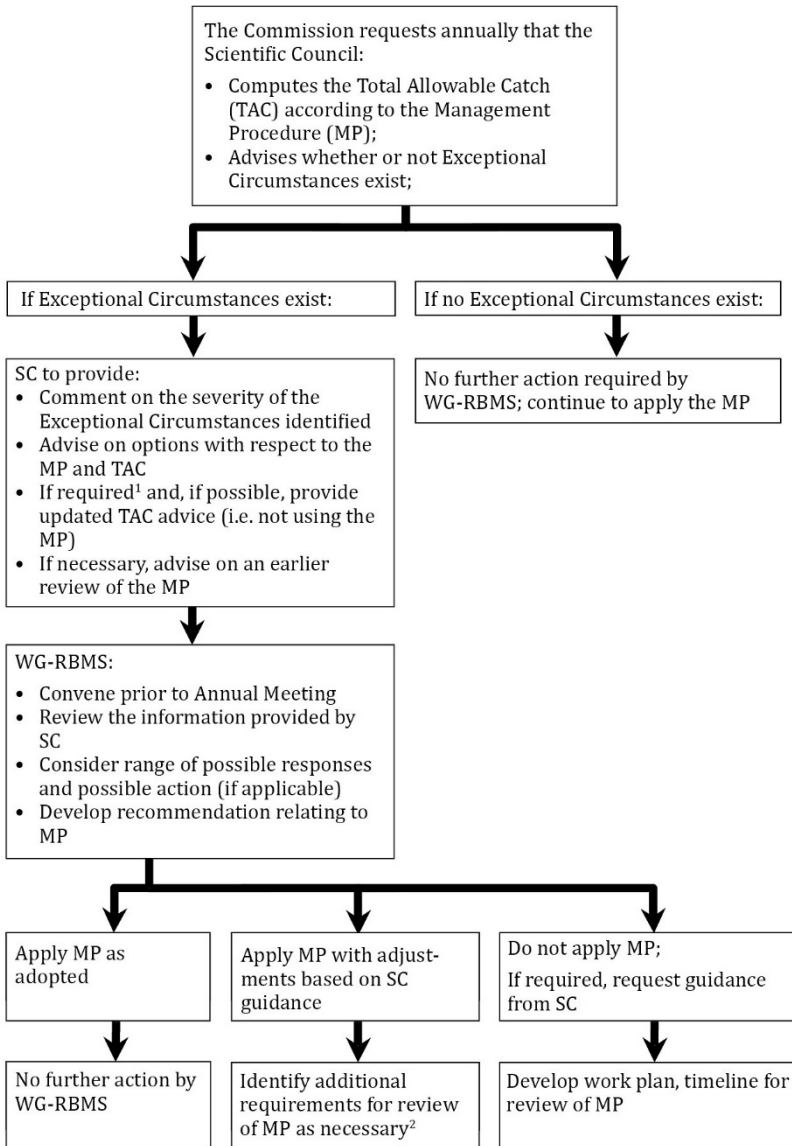 The Commission requests annually that the
Scientific Council:
• Computes the Total Allowable Catch
(TAC) according to the Management
Procedure (MP);
• Advises whether or not Exceptional
Circumstances exist;
If Exceptional Circumstances exist:
If no Exceptional Circumstances exist:
SC to provide:
• Comment on the severity of the
Exceptional Circumstances identified
• Advise on options with respect to the
MP and TAC
• If required¹ and, if possible, provide
updated TAC advice (i.e. not using the
MP)
• If necessary, advise on an earlier
review of the MP
No further action required by
WG-RBMS; continue to apply the MP
WG-RBMS:
• Convene prior to Annual Meeting
• Review the information provided by
SC
• Consider range of possible responses
and possible action (if applicable)
• Develop recommendation relating to
MP
Apply MP as
adopted
Apply MP with adjust-
ments based on SC
guidance
Do not apply MP;
If required, request guidance
from SC
No further action by
WG-RBMS
Identify additional
requirements for review
of MP as necessary²
Develop work plan, timeline for
review of MP